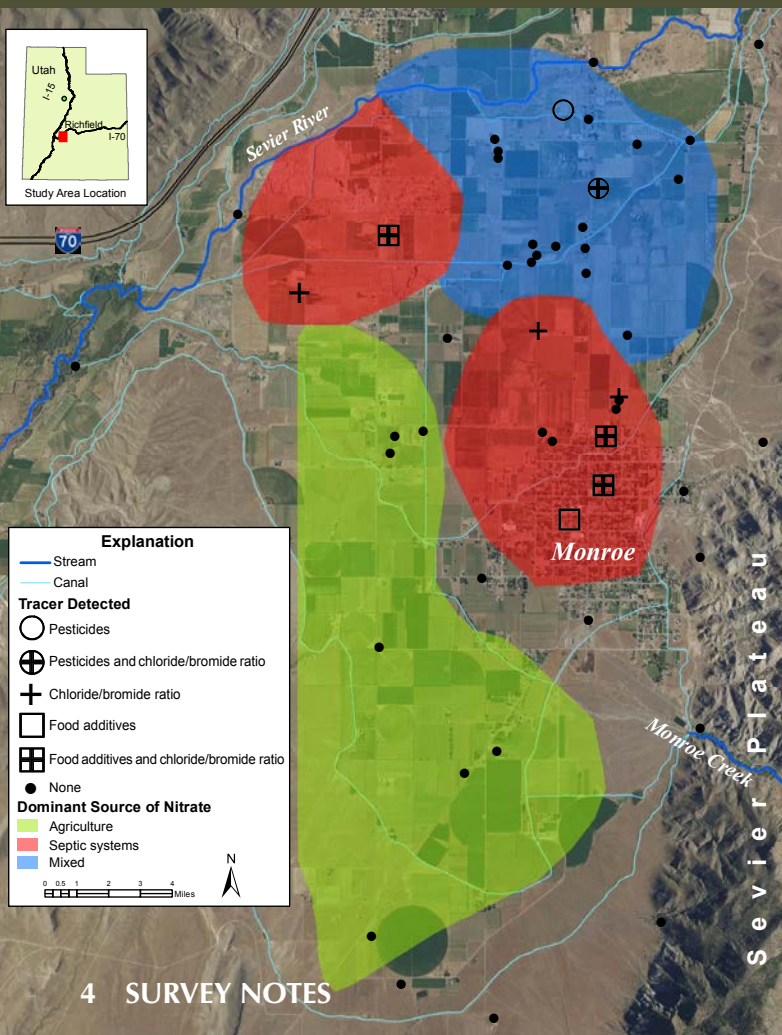 Utah
I-15
Richfield
I-70
Study Area Location
70
Sevier River
Monroe
Monroe Creek
Sevier Plateau
Explanation
Stream
Canal
Tracer Detected
Pesticides
Pesticides and chloride/bromide ratio
Chloride/bromide ratio
Food additives
Food additives and chloride/bromide ratio
None
Dominant Source of Nitrate
Agriculture
Septic systems
Mixed
N
0 0.5 1 2 3 4
Miles
4 SURVEY NOTES